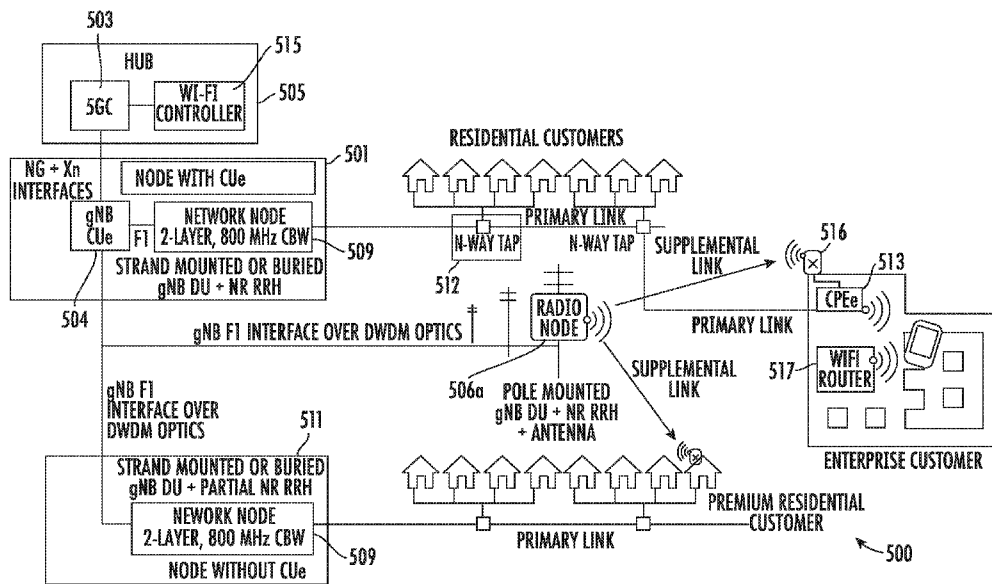 503
515
HUB
5GC
WI-FI
CONTROLLER
505
501
NG + Xn
INTERFACES
NODE WITH CUe
gNB
CUe
F1
NETWORK NODE
2-LAYER, 800 MHz CBW
509
STRAND MOUNTED OR BURIED
gNB DU + NR RRH
504
RESIDENTIAL CUSTOMERS
PRIMARY LINK
N-WAY TAP
N-WAY TAP
512
SUPPLEMENTAL
LINK
516
513
CPEe
PRIMARY LINK
RADIO
NODE
gNB F1 INTERFACE OVER DWDM OPTICS
506a
SUPPLEMENTAL
LINK
517
WIFI
ROUTER
POLE MOUNTED
gNB DU + NR RRH
+ ANTENNA
ENTERPRISE CUSTOMER
gNB F1
INTERFACE OVER
DWDM OPTICS
511
STRAND MOUNTED OR BURIED
gNB DU + PARTIAL NR RRH
NEWORK NODE
2-LAYER, 800 MHz CBW
509
NODE WITHOUT CUe
PRIMARY LINK
PREMIUM RESIDENTIAL
CUSTOMER
500